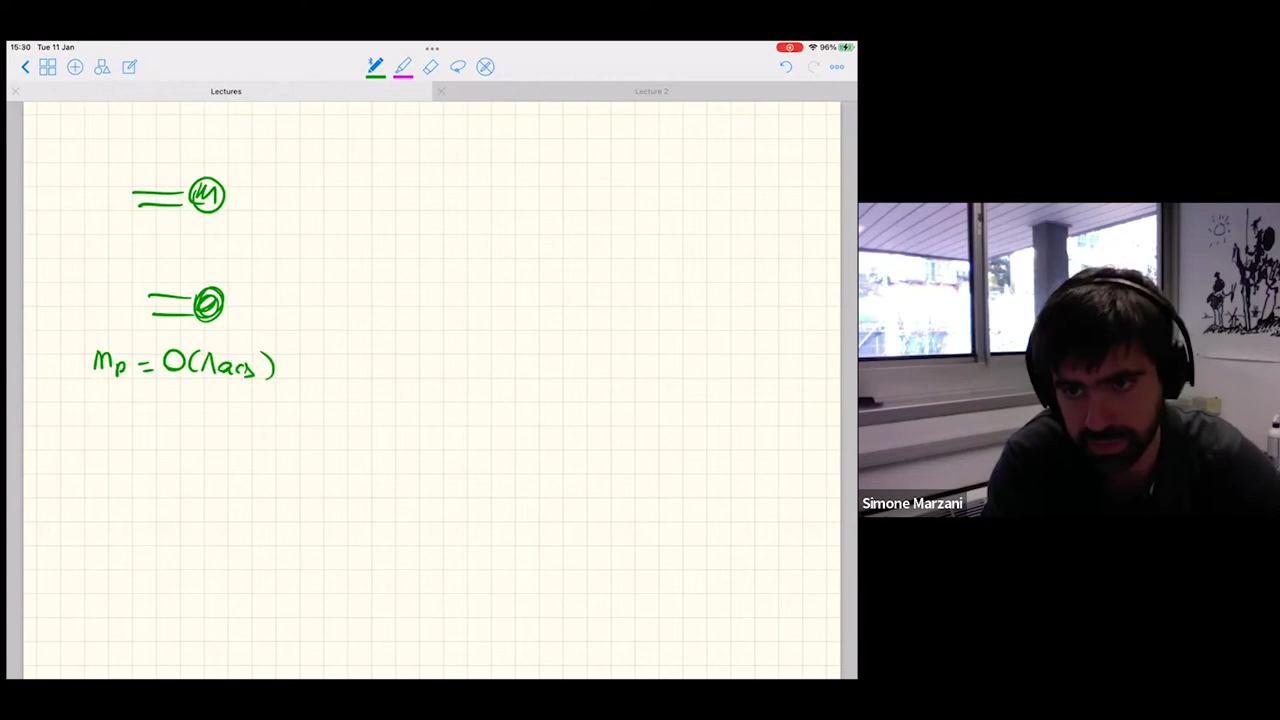 15:30 Tue 11 Jan
96%
Lectures
Lecture 2
M
m_p = O(Λ_QCD)
Simone Marzani